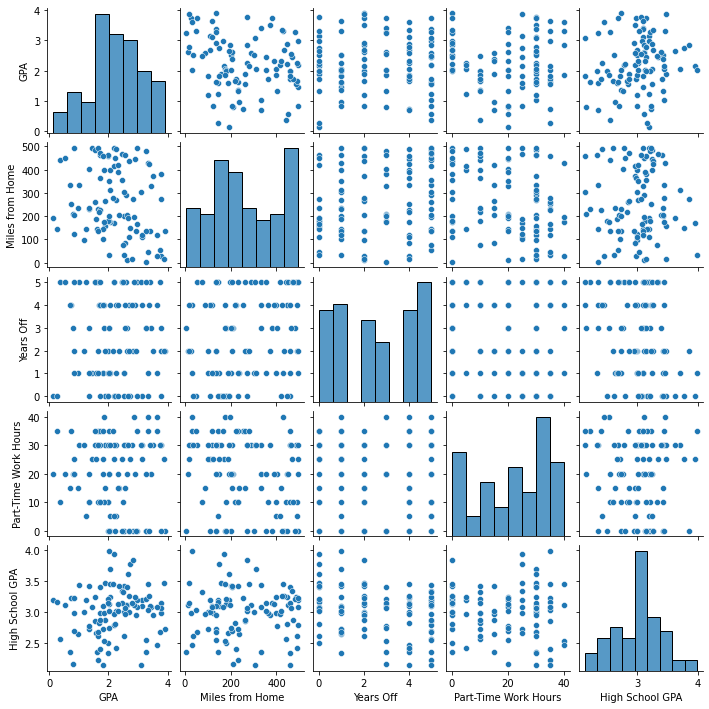 4
3
2
1
0
GPA
500
400
300
200
100
0
Miles from Home
5
4
3
2
1
0
Years Off
40
30
20
10
0
Part-Time Work Hours
4.0
3.5
3.0
2.5
High School GPA
0 2 4
0 200 400
0 2 4
0 20 40
3 4
GPA
Miles from Home
Years Off
Part-Time Work Hours
High School GPA